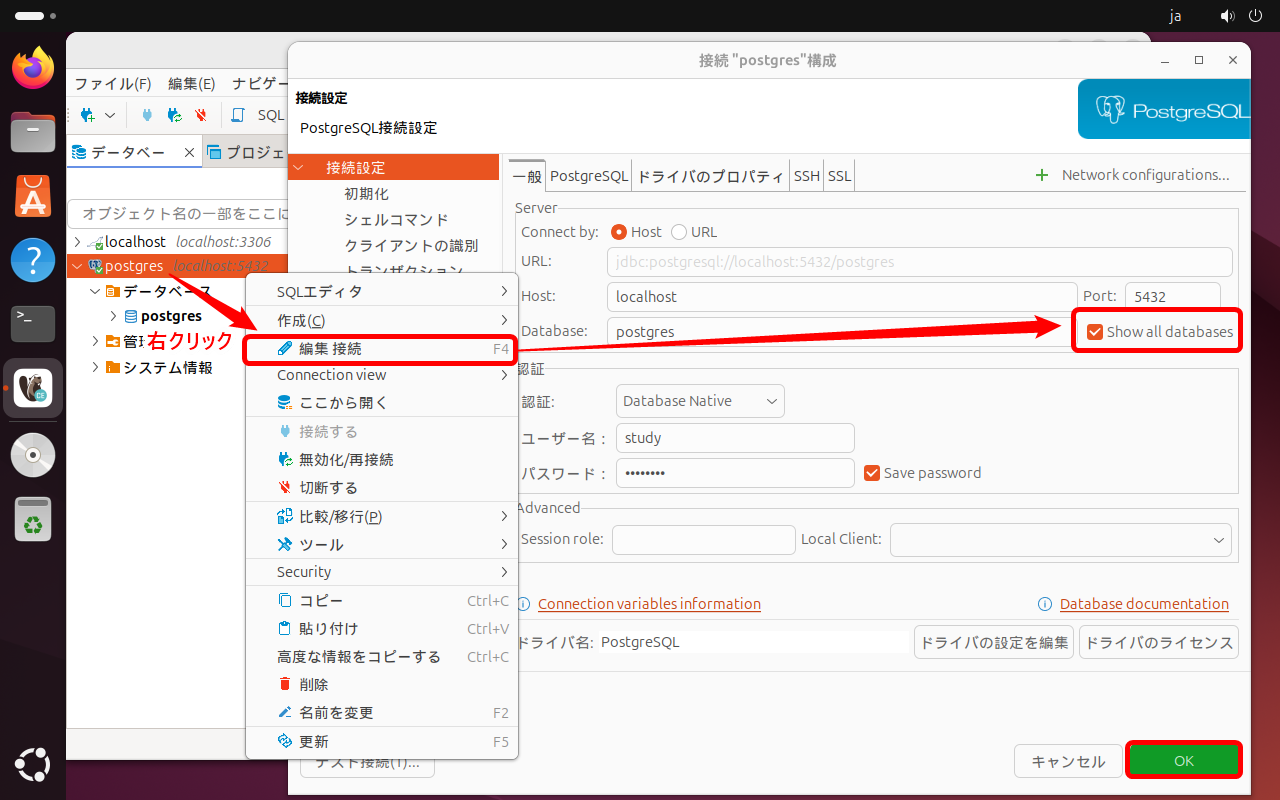 ja
接続 "postgres"構成
ファイル(F) 編集(E) ナビゲー
接続設定
PostgreSQL接続設定
PostgreSQL
SQL
データベー
プロジェ
オブジェクト名の一部をここに
localhost localhost:3306
postgres localhost:5432
データベース
postgres
右クリック
システム情報
接続設定
初期化
シェルコマンド
クライアントの識別
トランザクション
SQLエディタ
作成(C)
編集 接続 F4
Connection view
ここから開く
接続する
無効化/再接続
切断する
比較/移行(P)
ツール
Security
コピー Ctrl+C
貼り付け Ctrl+V
高度な情報をコピーする Ctrl+C
削除
名前を変更 F2
更新 F5
一般 PostgreSQL ドライバのプロパティ SSH SSL
Network configurations...
Server
Connect by: Host URL
URL: jdbc:postgresql://localhost:5432/postgres
Host: localhost Port: 5432
Database: postgres Show all databases
認証
認証: Database Native
ユーザー名： study
パスワード： •••••••• Save password
Advanced
Session role: Local Client:
Connection variables information
Database documentation
ドライバ名: PostgreSQL ドライバの設定を編集 ドライバのライセンス
テスト接続(T)...
キャンセル OK